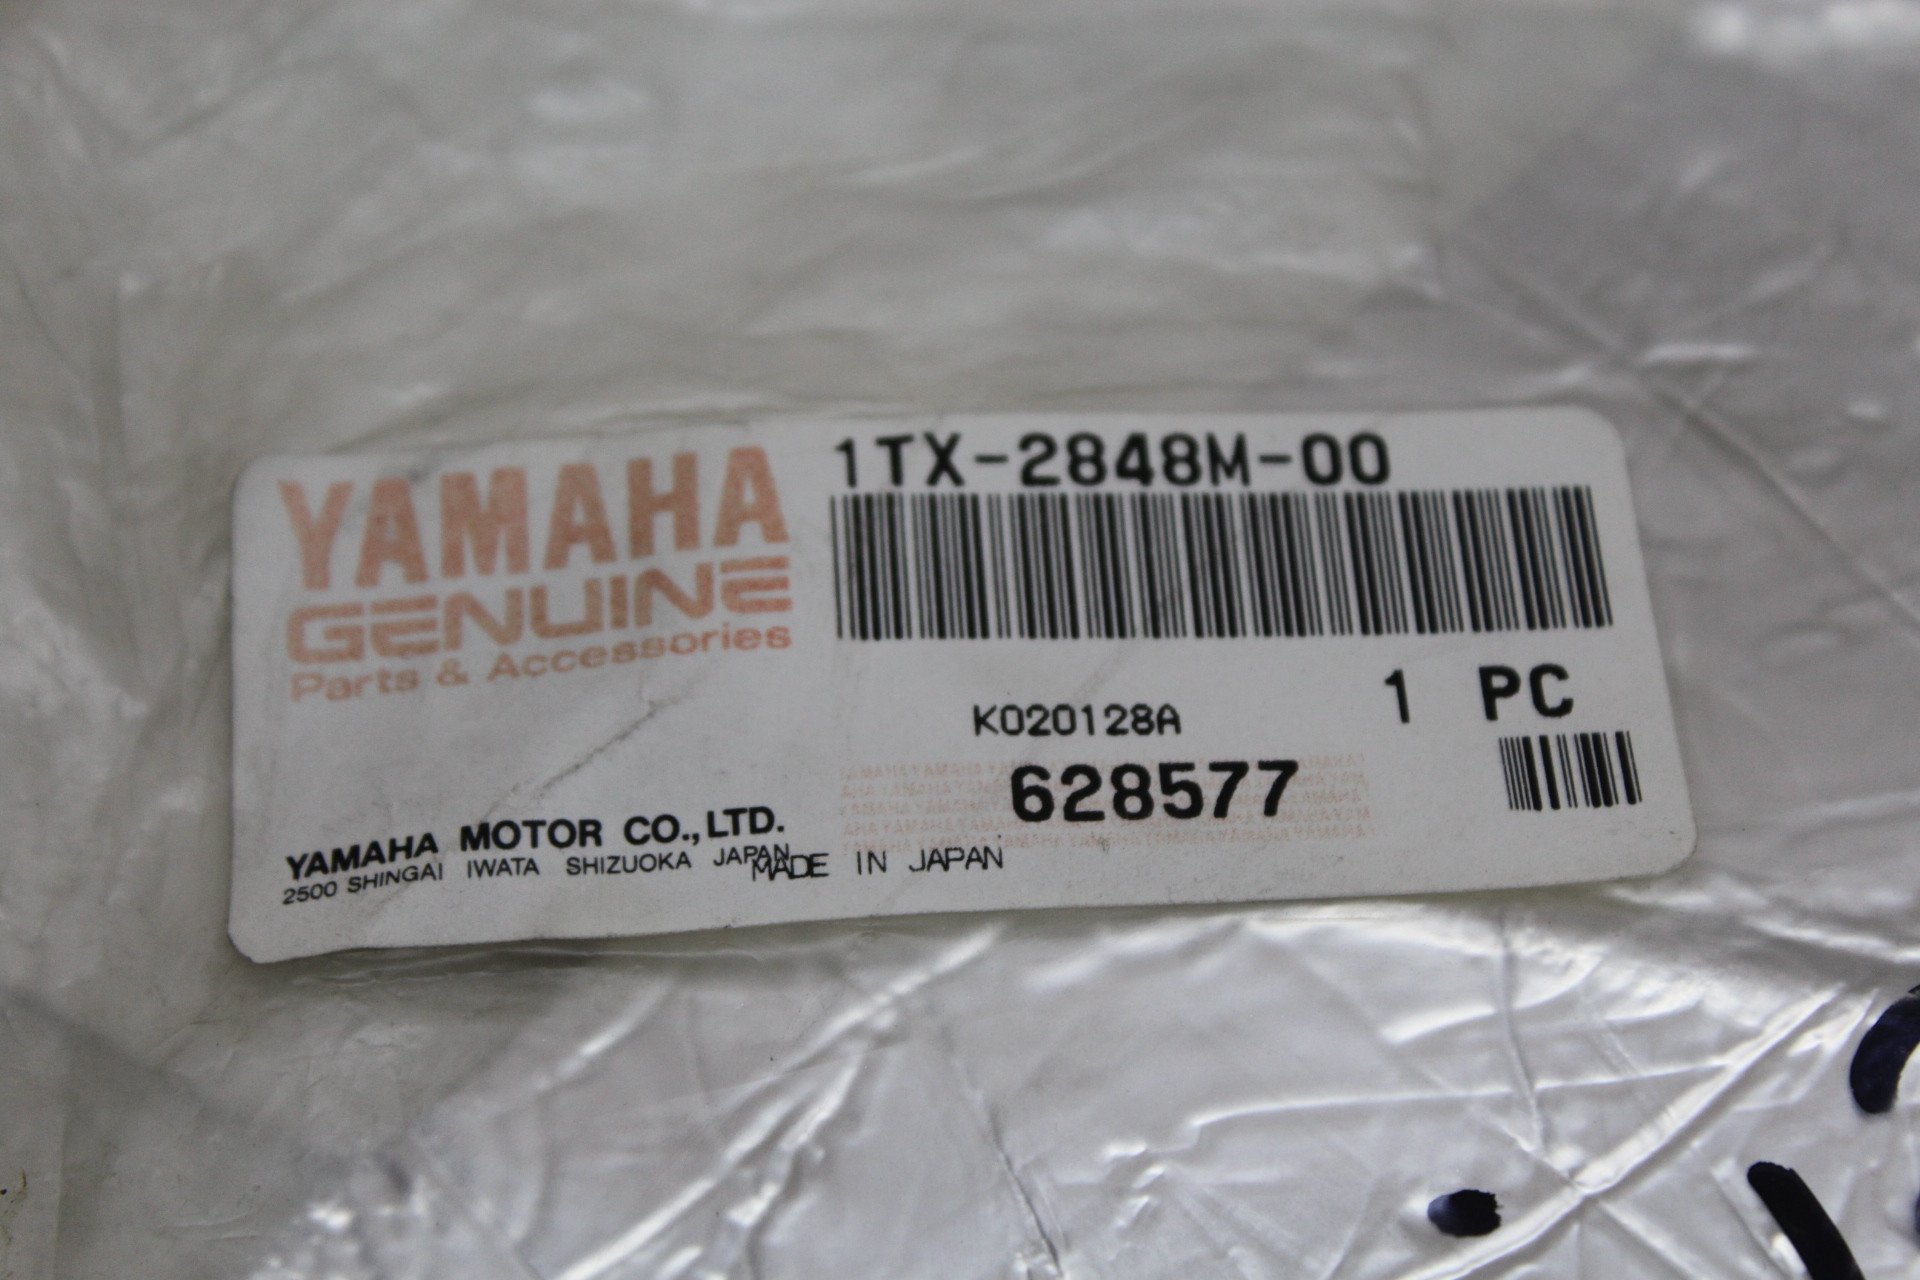 YAMAHA
GENUINE
Parts & Accessories
1TX-2848M-00
1 PC
K020128A
628577
YAMAHA MOTOR CO., LTD.
2500 SHINGAI IWATA SHIZUOKA JAPAN
MADE IN JAPAN